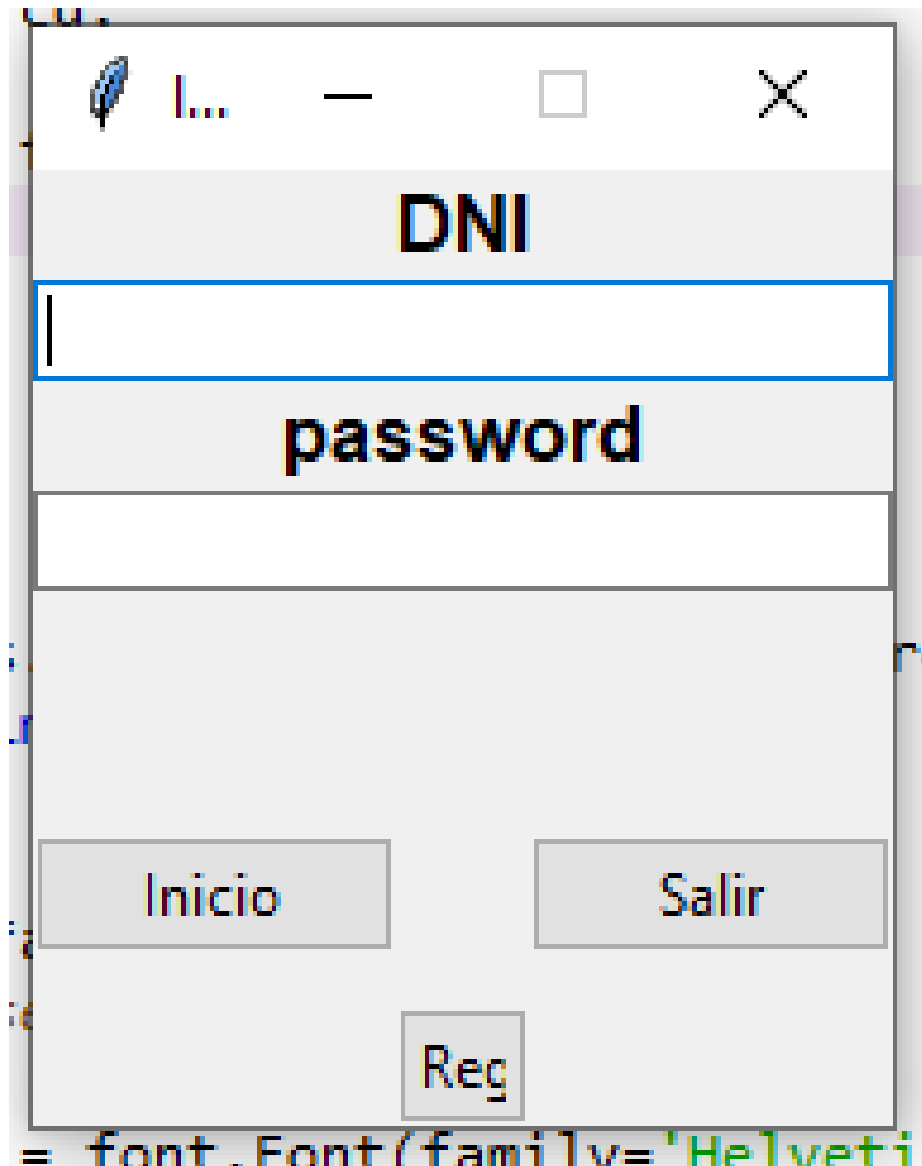 I...
DNI
password
Inicio
Salir
Reg
= font.Font(family='Helveti